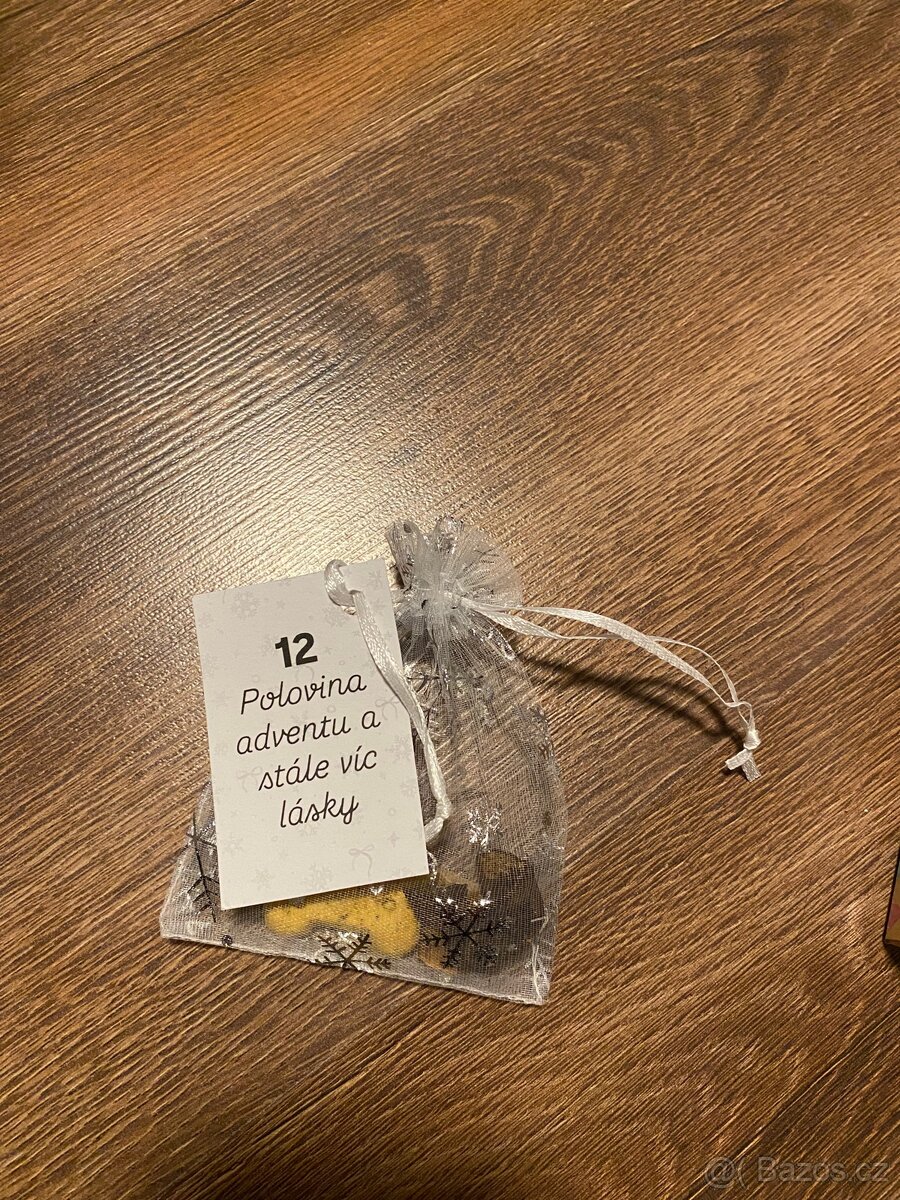 12
Polovina
adventu a
stále víc
lásky
@( Bazos.cz